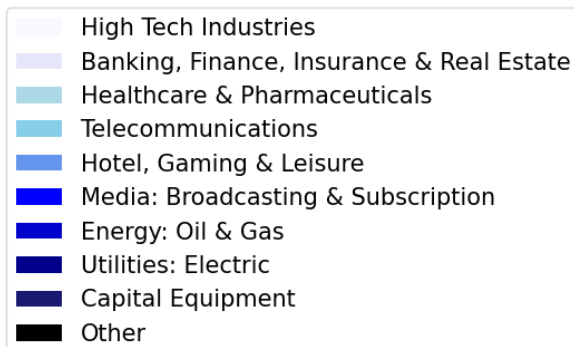 High Tech Industries
Banking, Finance, Insurance & Real Estate
Healthcare & Pharmaceuticals
Telecommunications
Hotel, Gaming & Leisure
Media: Broadcasting & Subscription
Energy: Oil & Gas
Utilities: Electric
Capital Equipment
Other